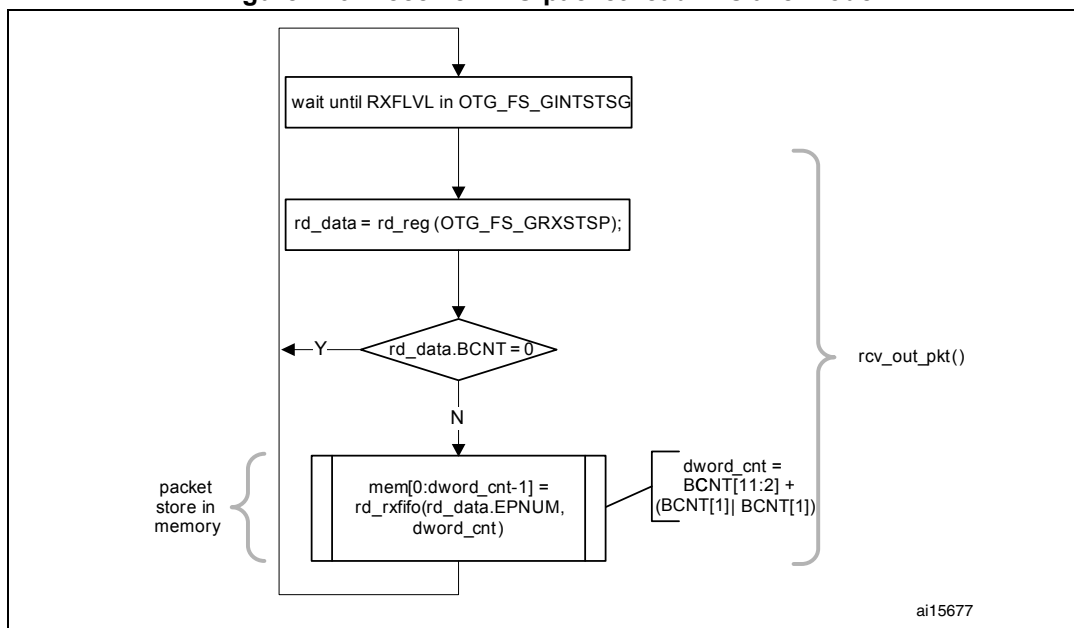 wait until RXFLVL in OTG_FS_GINTSTSG
rd_data = rd_reg (OTG_FS_GRXSTSP);
rd_data.BCNT = 0
Y
rcv_out_pkt()
N
packet
store in
memory
mem[0:dword_cnt-1] =
rd_rxfifo(rd_data.EPNUM,
dword_cnt)
dword_cnt =
BCNT[11:2] +
(BCNT[1]| BCNT[1])
ai15677